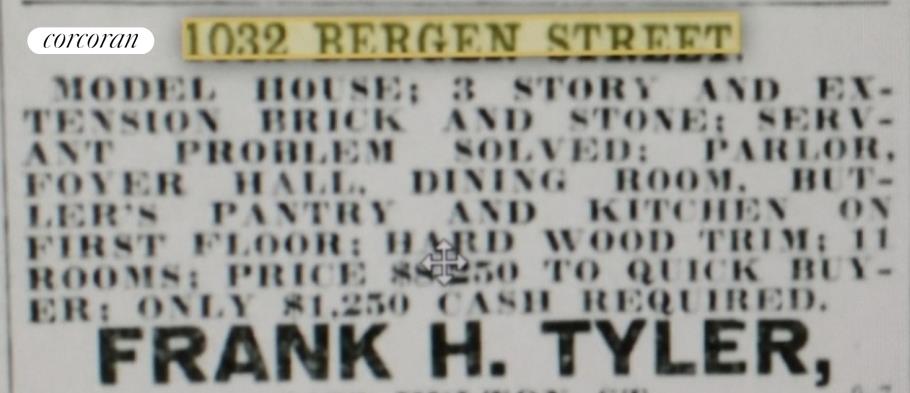 corcoran
1032 BERGEN STREET.
MODEL HOUSE; 3 STORY AND EX-
TENSION BRICK AND STONE; SERV-
ANT PROBLEM SOLVED; PARLOR,
FOYER HALL, DINING ROOM, BUT-
LER'S PANTRY AND KITCHEN ON
FIRST FLOOR; HARD WOOD TRIM; 11
ROOMS; PRICE TO QUICK BUY-
ER; ONLY $1,250 CASH REQUIRED.
FRANK H. TYLER,